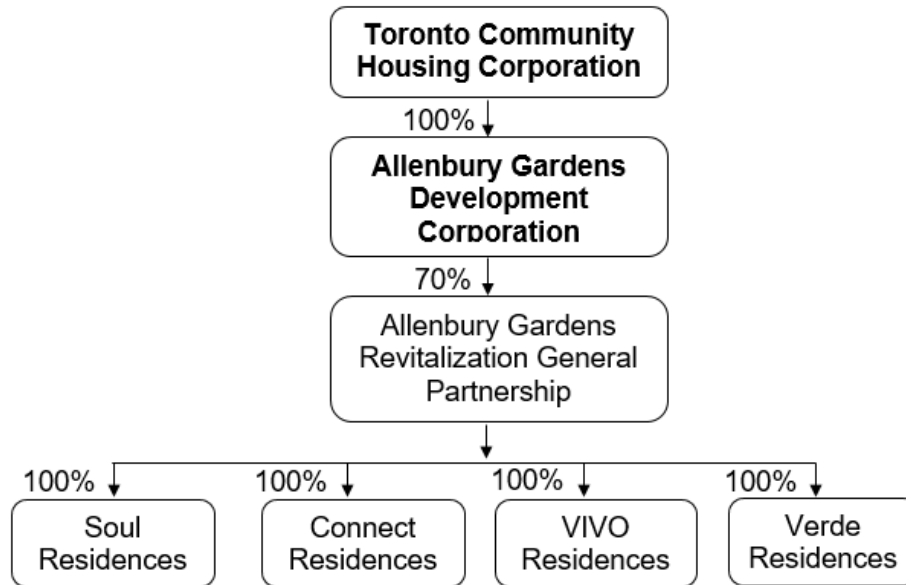 Toronto Community
Housing Corporation
100%
Allenbury Gardens
Development
Corporation
70%
Allenbury Gardens
Revitalization General
Partnership
100%
100%
100%
100%
Soul
Residences
Connect
Residences
VIVO
Residences
Verde
Residences